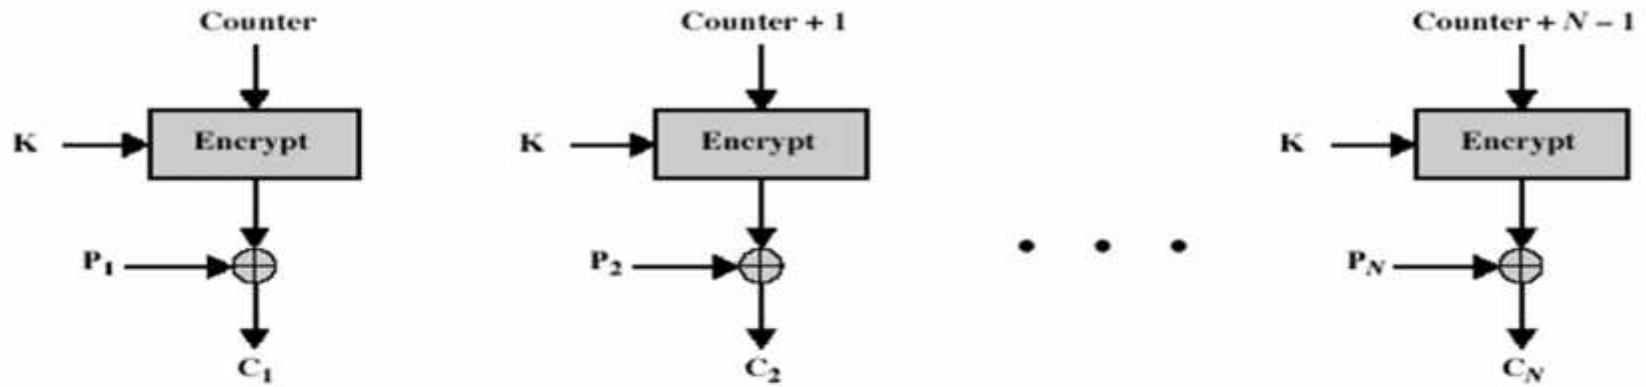 Counter Counter + 1 Counter + N − 1
K Encrypt K Encrypt K Encrypt
P1 P2 PN
C1 C2 CN